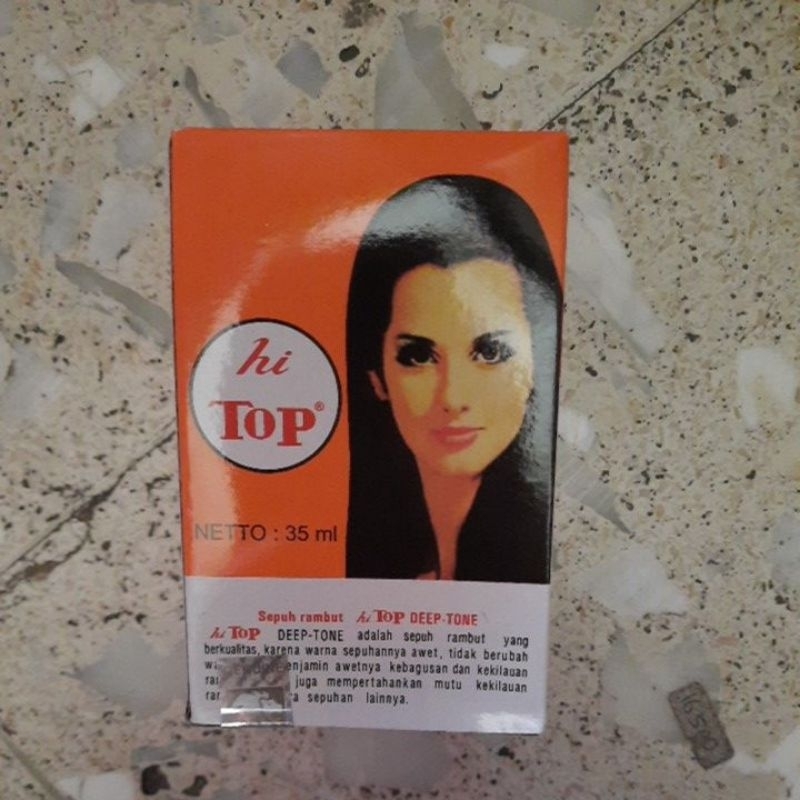 hi
TOP®
NETTO : 35 ml
Sepuh rambut hi TOP DEEP-TONE
hi TOP DEEP-TONE adalah sepuh rambut yang
berkualitas, karena warna sepuhannya awet, tidak berubah
enjamin awetnya kebagusan dan kekilauan
juga mempertahankan mutu kekilauan
sepuhan lainnya.